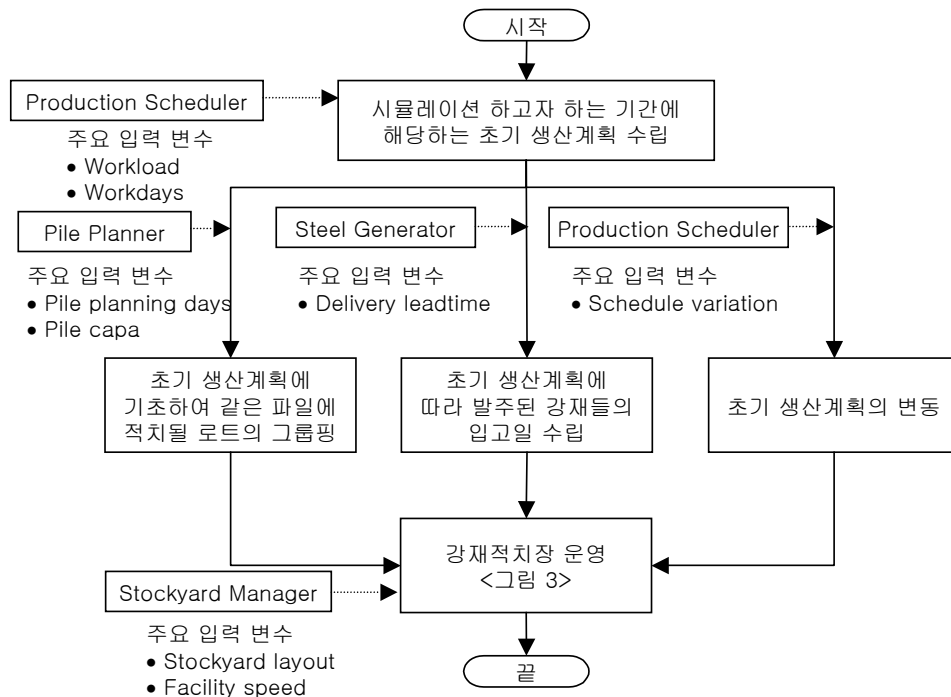 시작
Production Scheduler
시뮬레이션 하고자 하는 기간에
해당하는 초기 생산계획 수립
주요 입력 변수
• Workload
• Workdays
Pile Planner
Steel Generator
Production Scheduler
주요 입력 변수
• Pile planning days
• Pile capa
주요 입력 변수
• Delivery leadtime
주요 입력 변수
• Schedule variation
초기 생산계획에
기초하여 같은 파일에
적치될 로트의 그룹핑
초기 생산계획에
따라 발주된 강재들의
입고일 수립
초기 생산계획의 변동
강재적치장 운영
<그림 3>
Stockyard Manager
주요 입력 변수
• Stockyard layout
• Facility speed
끝